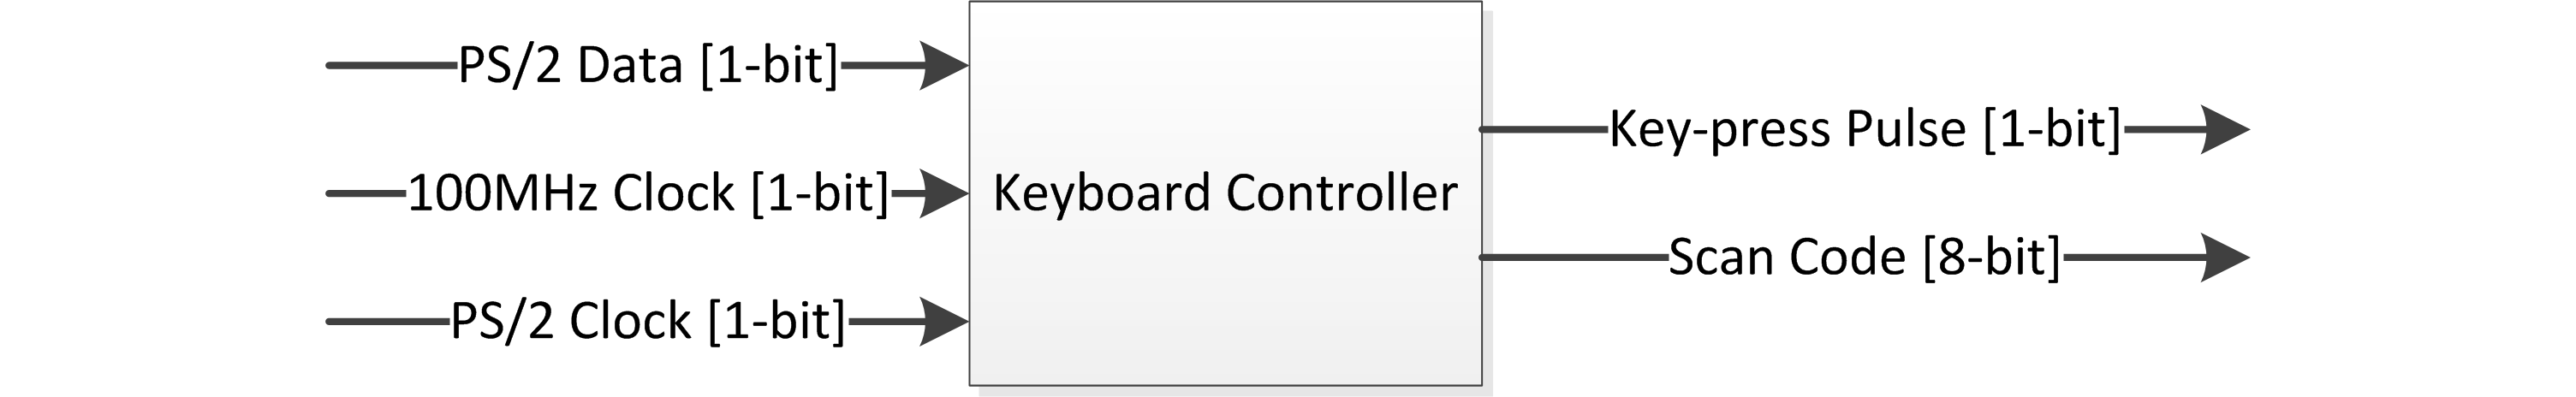 PS/2 Data [1-bit]
100MHz Clock [1-bit]
PS/2 Clock [1-bit]
Keyboard Controller
Key-press Pulse [1-bit]
Scan Code [8-bit]